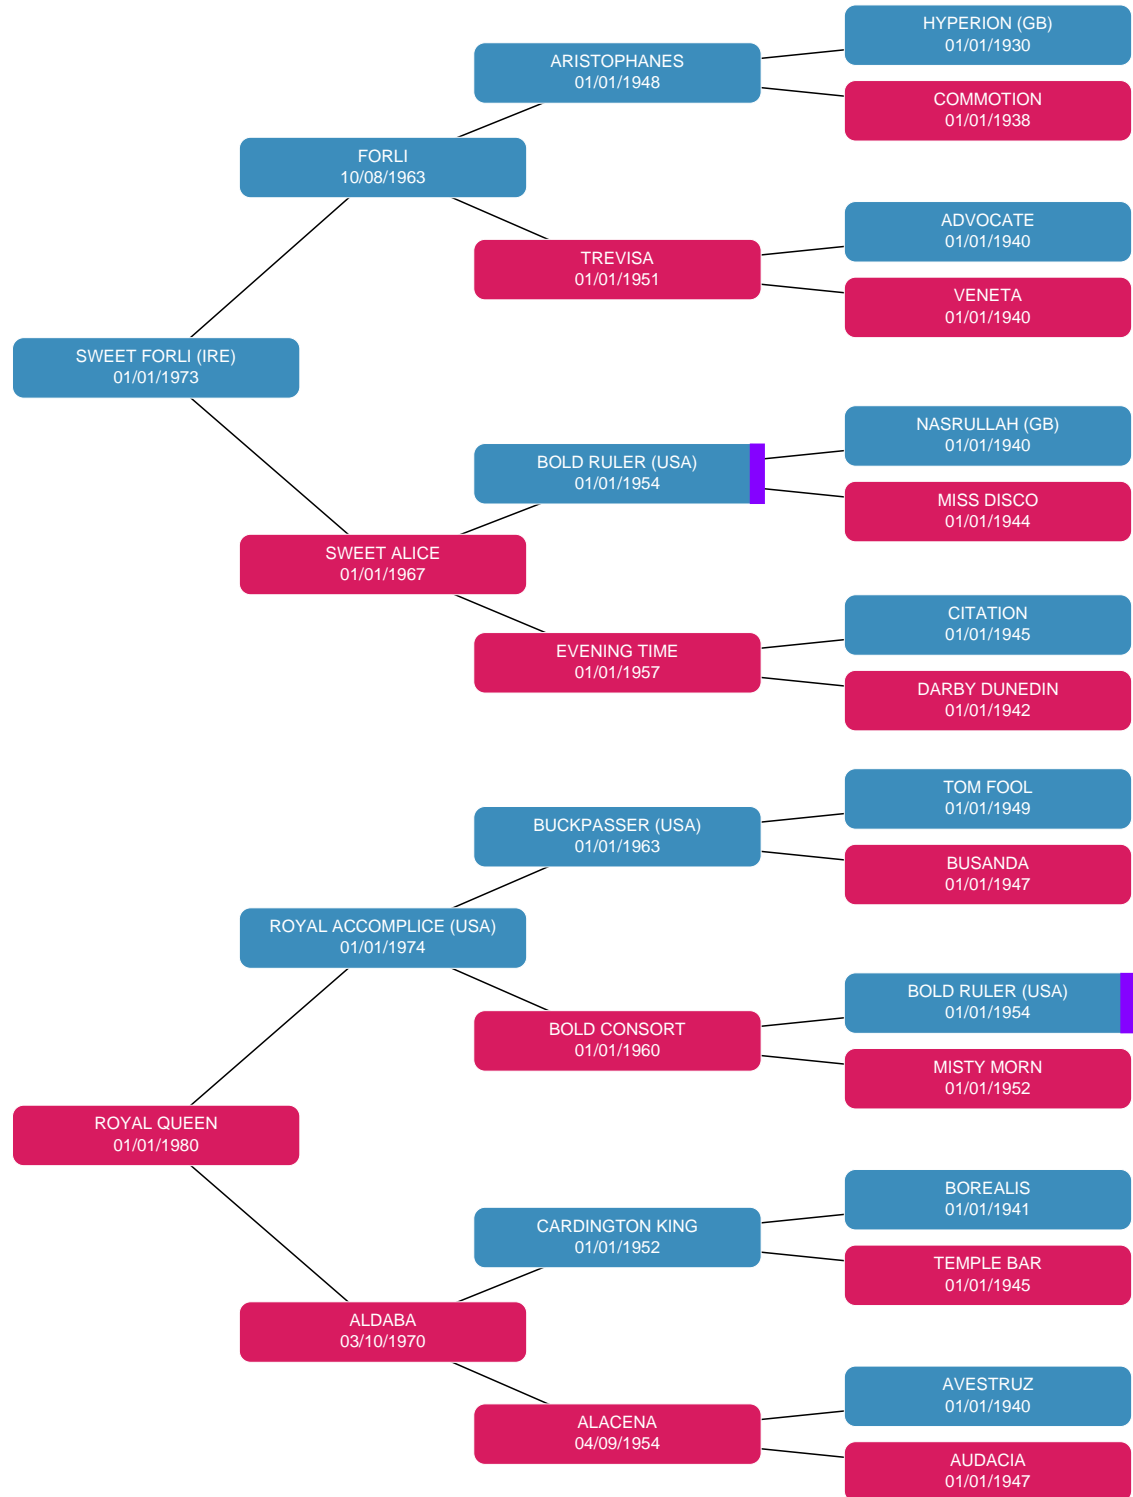 HYPERION (GB)
01/01/1930
ARISTOPHANES
01/01/1948
COMMOTION
01/01/1938
FORLI
10/08/1963
ADVOCATE
01/01/1940
TREVISA
01/01/1951
VENETA
01/01/1940
SWEET FORLI (IRE)
01/01/1973
NASRULLAH (GB)
01/01/1940
BOLD RULER (USA)
01/01/1954
MISS DISCO
01/01/1944
SWEET ALICE
01/01/1967
CITATION
01/01/1945
EVENING TIME
01/01/1957
DARBY DUNEDIN
01/01/1942
TOM FOOL
01/01/1949
BUCKPASSER (USA)
01/01/1963
BUSANDA
01/01/1947
ROYAL ACCOMPLICE (USA)
01/01/1974
BOLD RULER (USA)
01/01/1954
BOLD CONSORT
01/01/1960
MISTY MORN
01/01/1952
ROYAL QUEEN
01/01/1980
BOREALIS
01/01/1941
CARDINGTON KING
01/01/1952
TEMPLE BAR
01/01/1945
ALDABA
03/10/1970
AVESTRUZ
01/01/1940
ALACENA
04/09/1954
AUDACIA
01/01/1947